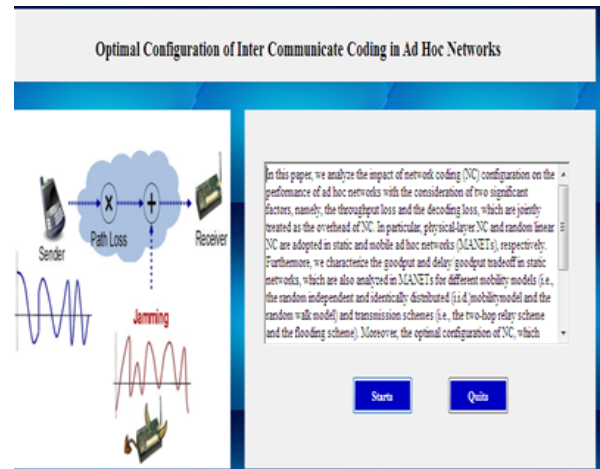 Optimal Configuration of Inter Communicate Coding in Ad Hoc Networks
Sender
Path Loss
Receiver
Jamming
In this paper, we analyze the impact of network coding (NC) configuration on the
performance of ad hoc networks with the consideration of two significant
factors, namely, the throughput loss and the decoding loss, which are jointly
treated as the overhead of NC. In particular, physical-layer NC and random linear
NC are adopted in static and mobile ad hoc networks (MANETs), respectively.
Furthermore, we characterize the goodput and delay/goodput tradeoff in static
networks, which are also analyzed in MANETs for different mobility models (i.e.,
the random independent and identically distributed (i.i.d.)mobilitymodel and the
random walk model) and transmission schemes (i.e., the two-hop relay scheme
and the flooding scheme). Moreover, the optimal configuration of NC, which
Starts
Quits